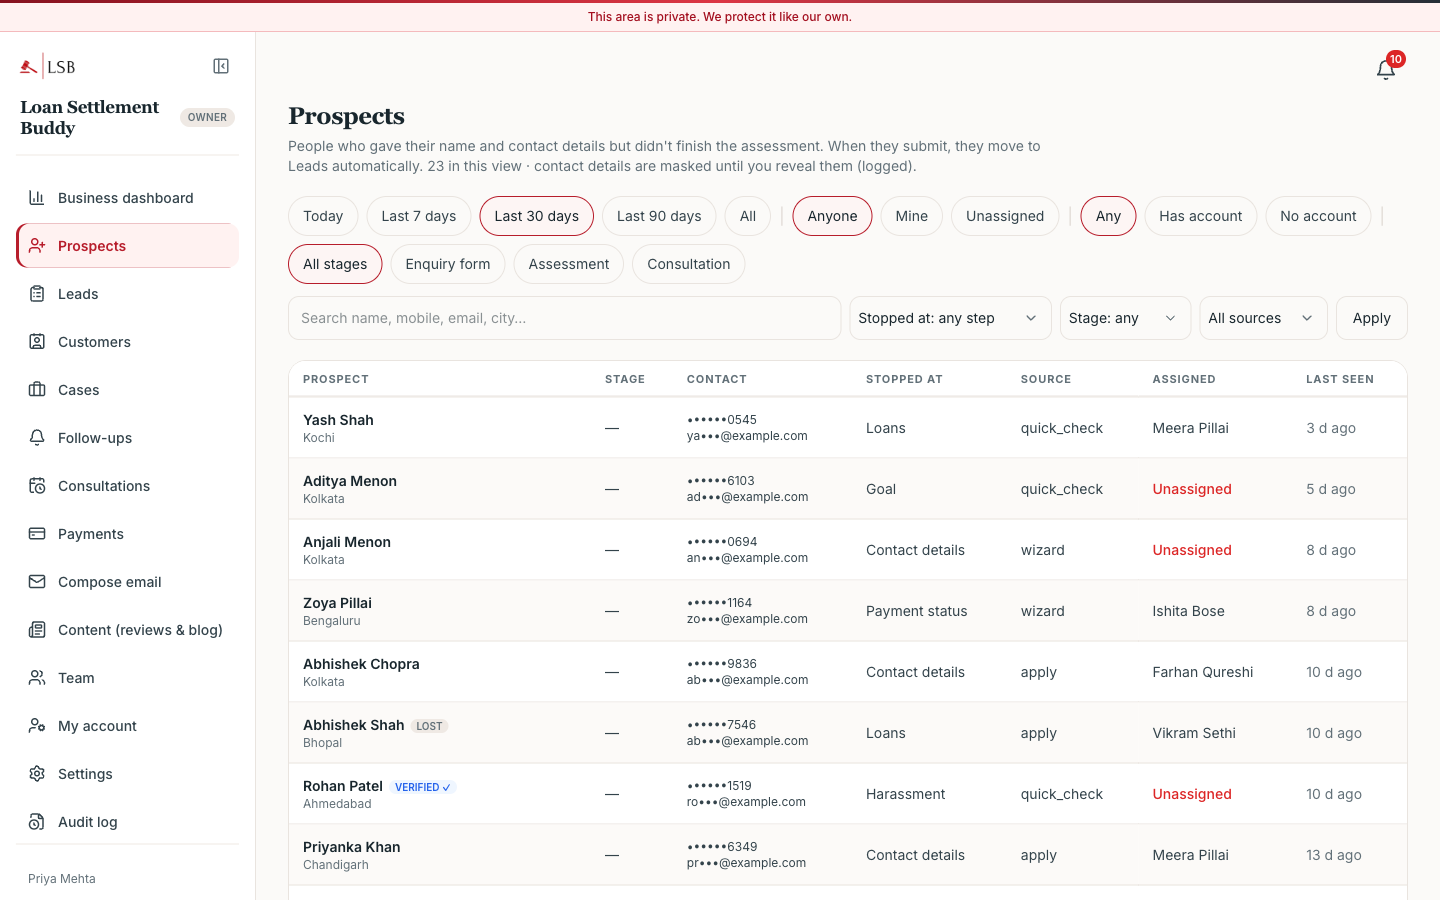 This area is private. We protect it like our own.
LSB
Loan Settlement
Buddy
OWNER
Business dashboard
Prospects
Leads
Customers
Cases
Follow-ups
Consultations
Payments
Compose email
Content (reviews & blog)
Team
My account
Settings
Audit log
Priya Mehta
10
Prospects
People who gave their name and contact details but didn't finish the assessment. When they submit, they move to
Leads automatically. 23 in this view · contact details are masked until you reveal them (logged).
Today Last 7 days Last 30 days Last 90 days All Anyone Mine Unassigned Any Has account No account
All stages Enquiry form Assessment Consultation
Search name, mobile, email, city... Stopped at: any step Stage: any All sources Apply
PROSPECT STAGE CONTACT STOPPED AT SOURCE ASSIGNED LAST SEEN
Yash Shah
Kochi
—
••••••0545
ya•••@example.com
Loans quick_check Meera Pillai 3 d ago
Aditya Menon
Kolkata
—
••••••6103
ad•••@example.com
Goal quick_check Unassigned 5 d ago
Anjali Menon
Kolkata
—
••••••0694
an•••@example.com
Contact details wizard Unassigned 8 d ago
Zoya Pillai
Bengaluru
—
••••••1164
zo•••@example.com
Payment status wizard Ishita Bose 8 d ago
Abhishek Chopra
Kolkata
—
••••••9836
ab•••@example.com
Contact details apply Farhan Qureshi 10 d ago
Abhishek Shah LOST
Bhopal
—
••••••7546
ab•••@example.com
Loans apply Vikram Sethi 10 d ago
Rohan Patel VERIFIED ✓
Ahmedabad
—
••••••1519
ro•••@example.com
Harassment quick_check Unassigned 10 d ago
Priyanka Khan
Chandigarh
—
••••••6349
pr•••@example.com
Contact details apply Meera Pillai 13 d ago